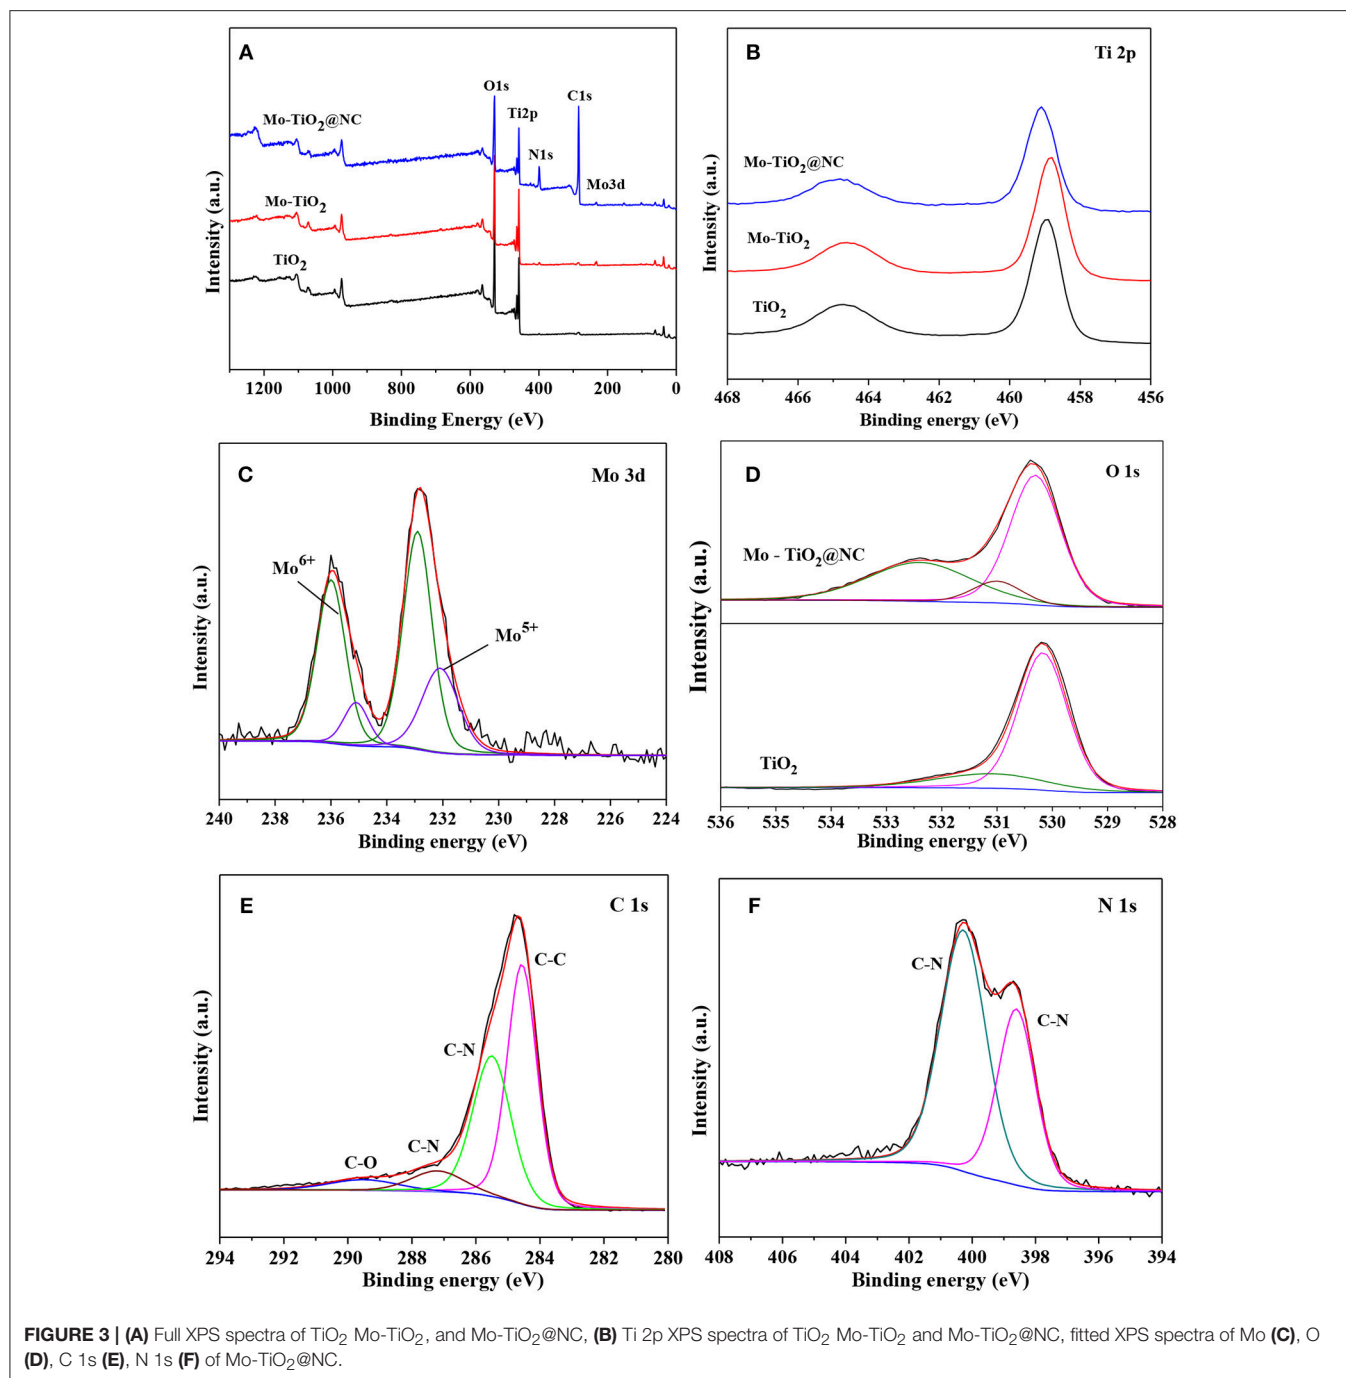 A
O1s
C1s
Mo-TiO₂@NC
Ti2p
N1s
Mo3d
Mo-TiO₂
TiO₂
Intensity (a.u.)
1200 1000 800 600 400 200 0
Binding Energy (eV)
B
Ti 2p
Mo-TiO₂@NC
Mo-TiO₂
TiO₂
Intensity (a.u.)
468 466 464 462 460 458 456
Binding energy (eV)
C
Mo 3d
Mo⁶⁺
Mo⁵⁺
Intensity (a.u.)
240 238 236 234 232 230 228 226 224
Binding energy (eV)
D
O 1s
Mo - TiO₂@NC
TiO₂
Intensity (a.u.)
536 535 534 533 532 531 530 529 528
Binding energy (eV)
E
C 1s
C-C
C-N
C-N
C-O
Intensity (a.u.)
294 292 290 288 286 284 282 280
Binding energy (eV)
F
N 1s
C-N
C-N
Intensity (a.u.)
408 406 404 402 400 398 396 394
Binding energy (eV)
FIGURE 3 | (A) Full XPS spectra of TiO₂ Mo-TiO₂, and Mo-TiO₂@NC, (B) Ti 2p XPS spectra of TiO₂ Mo-TiO₂ and Mo-TiO₂@NC, fitted XPS spectra of Mo (C), O
(D), C 1s (E), N 1s (F) of Mo-TiO₂@NC.